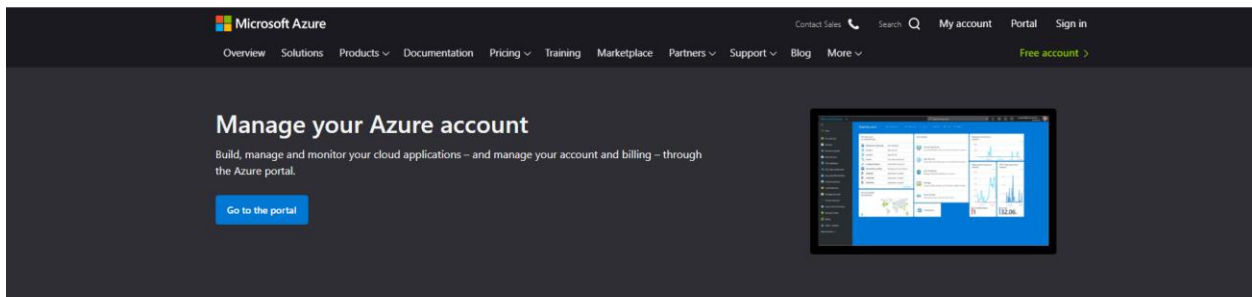 Microsoft Azure
Contact Sales Search My account Portal Sign in
Overview Solutions Products Documentation Pricing Training Marketplace Partners Support Blog More Free account >
Manage your Azure account
Build, manage and monitor your cloud applications – and manage your account and billing – through
the Azure portal.
Go to the portal
32.06